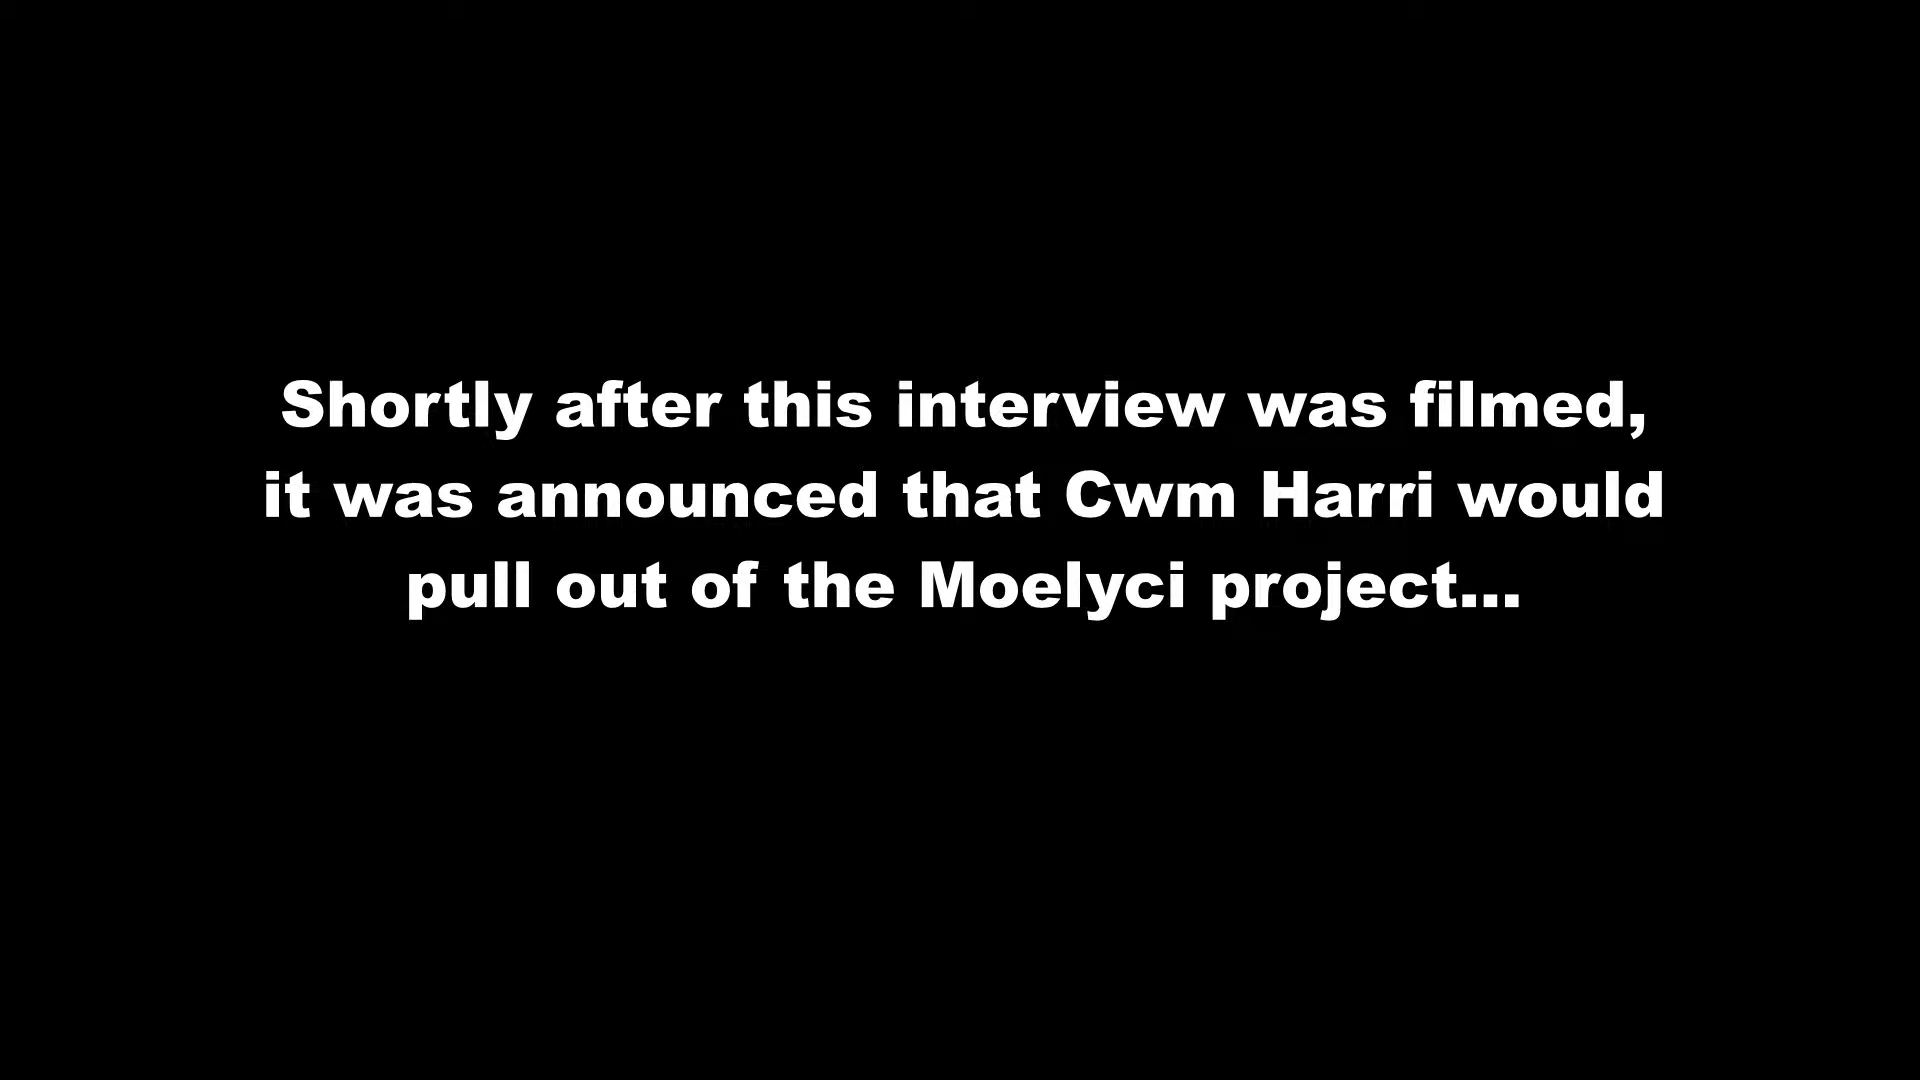 Shortly after this interview was filmed,
it was announced that Cwm Harri would
pull out of the Moelyci project...